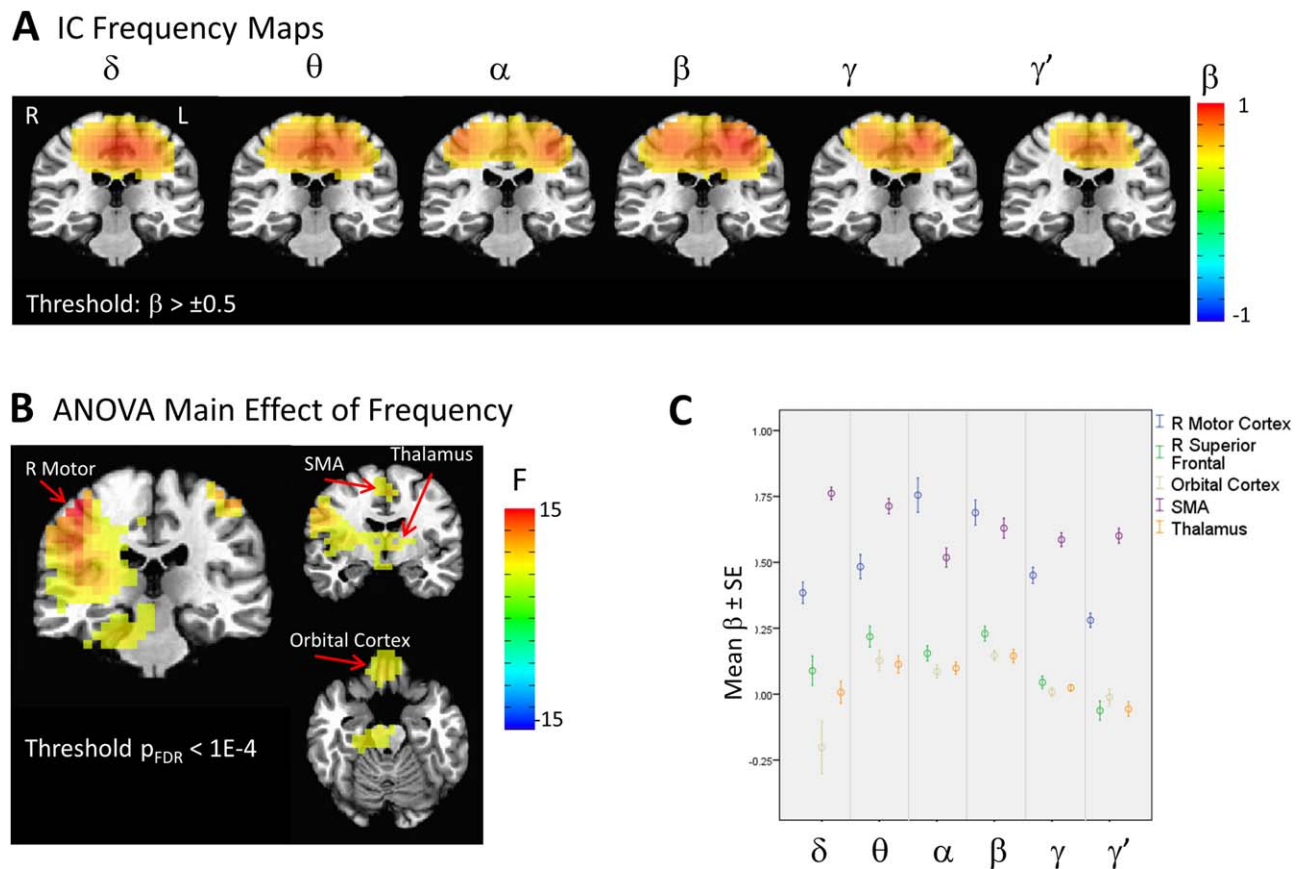 A IC Frequency Maps
δ θ α β γ γ’
β
R L
1
-1
Threshold: β > ±0.5
B ANOVA Main Effect of Frequency
R Motor
SMA
Thalamus
Orbital Cortex
F
15
-15
Threshold pFDR < 1E-4
C
R Motor Cortex
R Superior
Frontal
Orbital Cortex
SMA
Thalamus
Mean β ± SE
1.00
0.75
0.50
0.25
0.00
-0.25
δ θ α β γ γ’